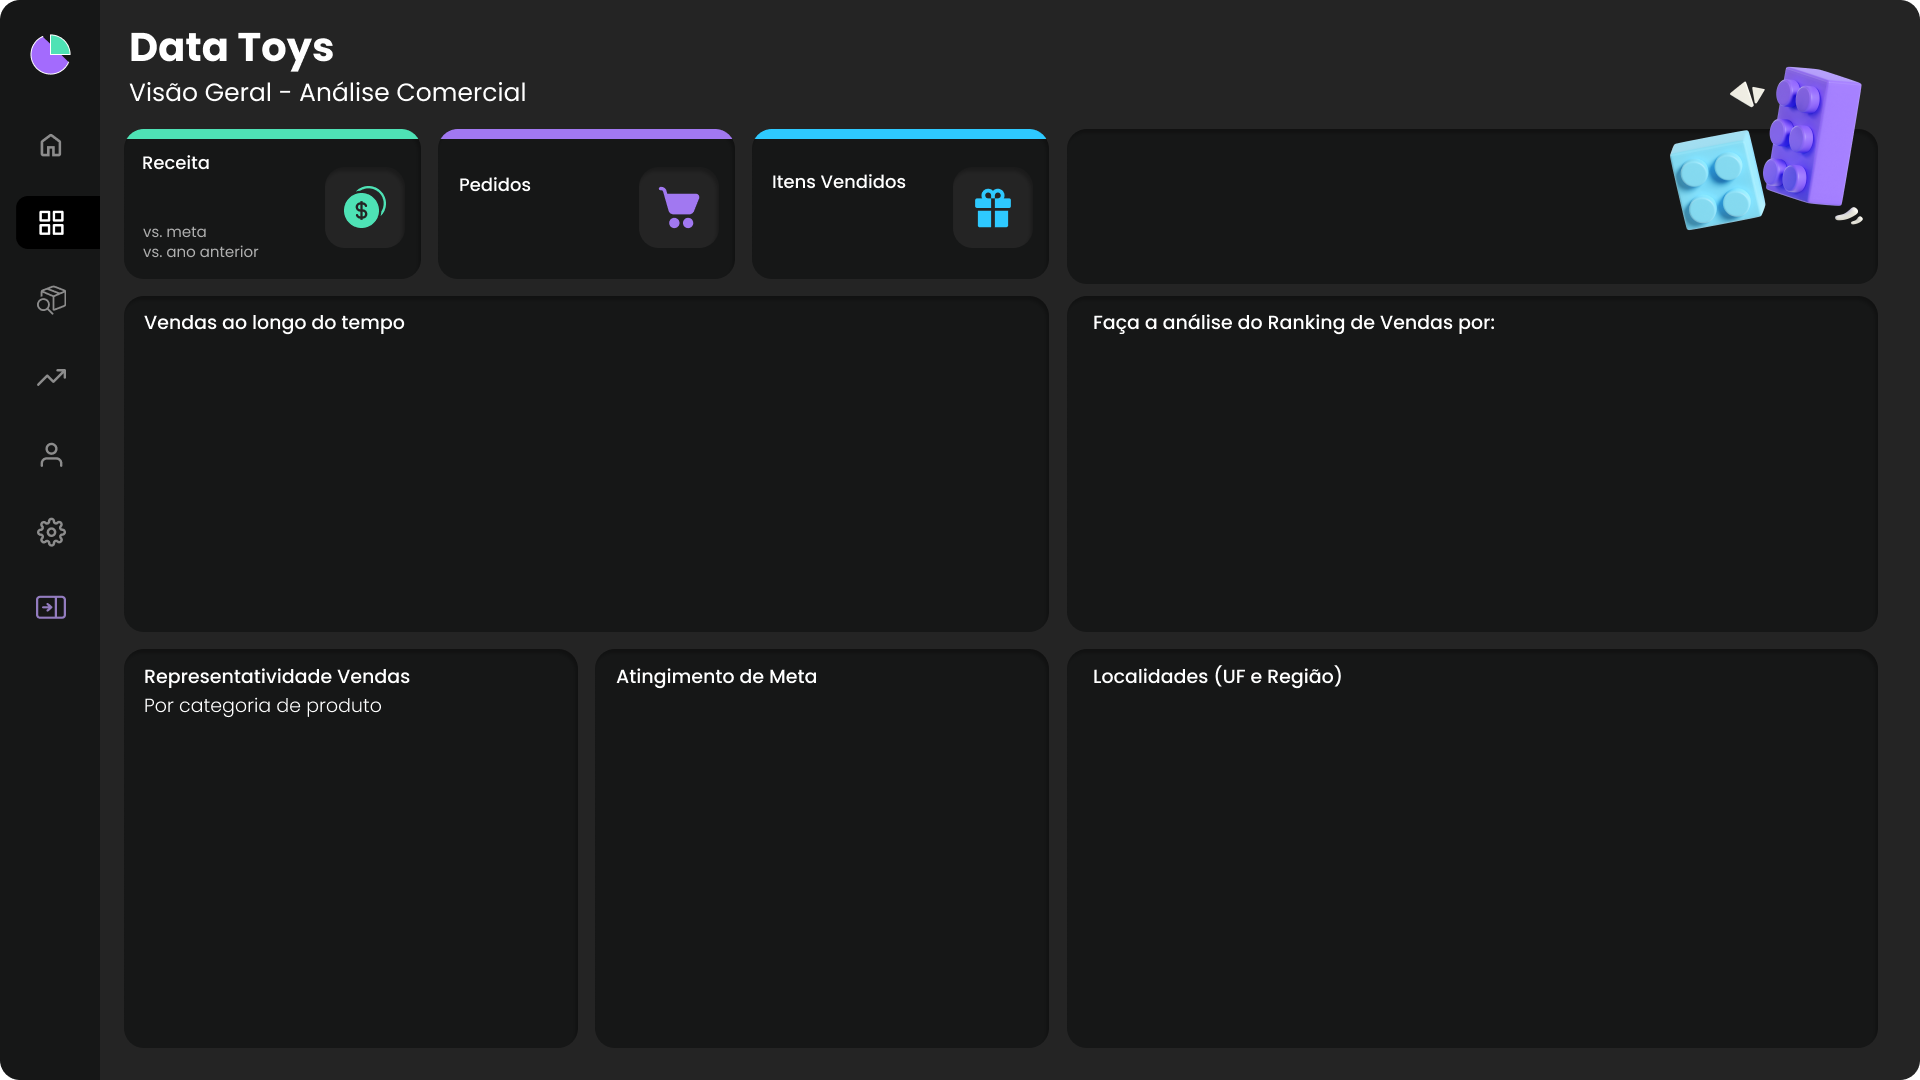 Data Toys
Visão Geral - Análise Comercial
Receita
vs. meta
vs. ano anterior
$
Pedidos
Itens Vendidos
Vendas ao longo do tempo
Faça a análise do Ranking de Vendas por:
Representatividade Vendas
Por categoria de produto
Atingimento de Meta
Localidades (UF e Região)